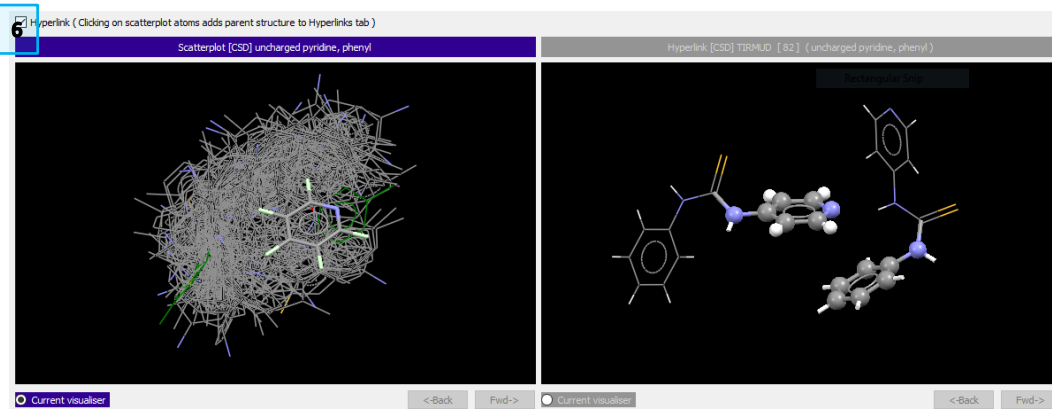 6
Hyperlink ( Clicking on scatterplot atoms adds parent structure to Hyperlinks tab )
Scatterplot [CSD] uncharged pyridine, phenyl
Hyperlink [CSD] TIRMUD [ 82 ] ( uncharged pyridine, phenyl )
Rectangular Snip
Current visualiser
<-Back
Fwd->
Current visualiser
<-Back
Fwd->